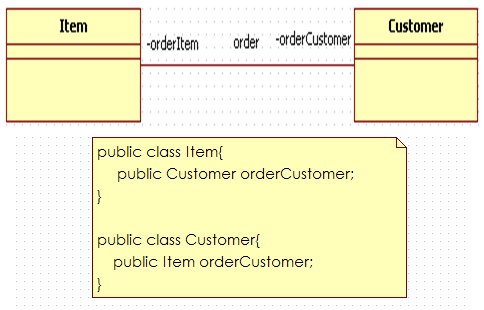 Item
Customer
-orderItem order -orderCustomer
public class Item{
public Customer orderCustomer;
}
public class Customer{
public Item orderCustomer;
}